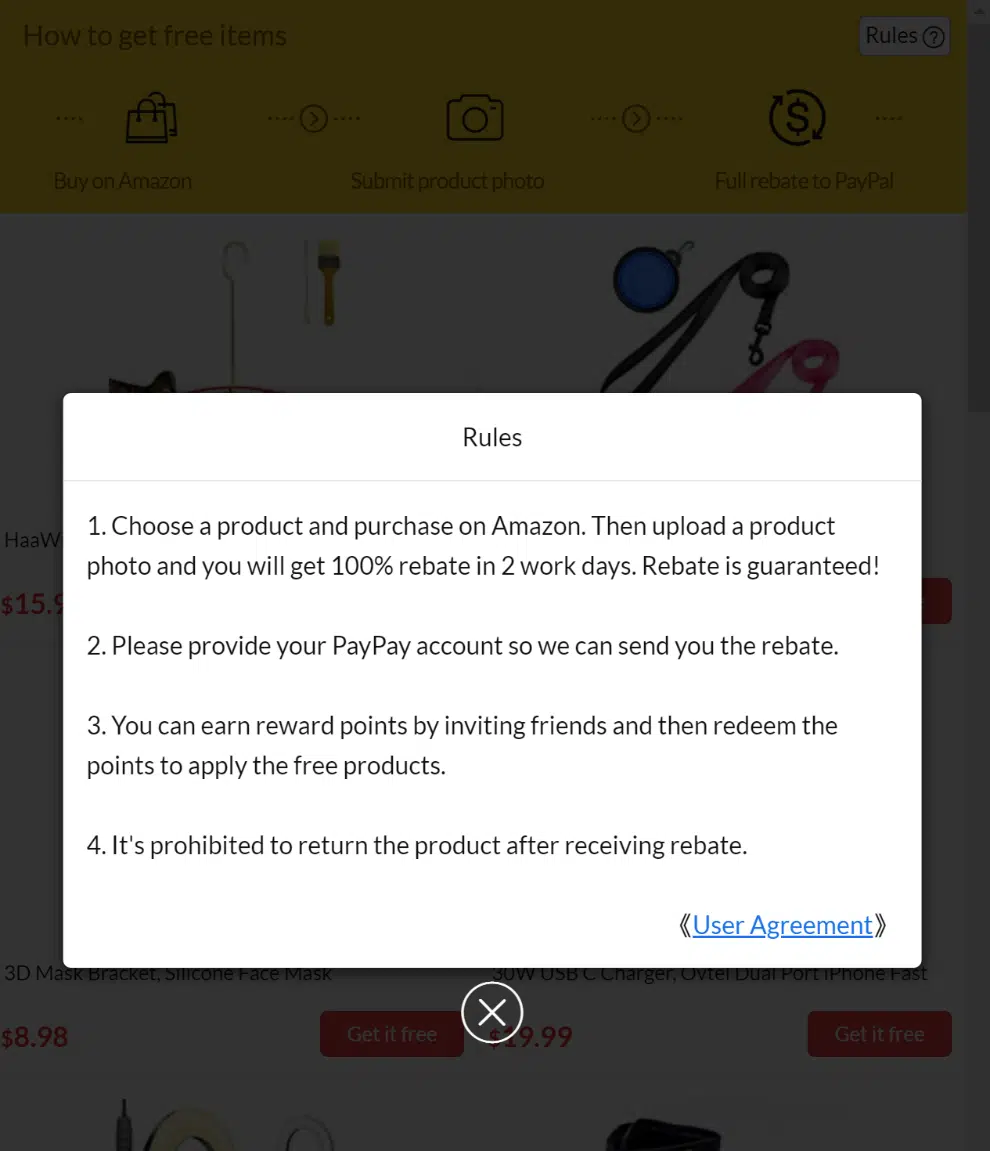 How to get free items
Rules ?
Buy on Amazon
Submit product photo
Full rebate to PayPal
HaaW
$15.9
Rules
1. Choose a product and purchase on Amazon. Then upload a product
photo and you will get 100% rebate in 2 work days. Rebate is guaranteed!
2. Please provide your PayPay account so we can send you the rebate.
3. You can earn reward points by inviting friends and then redeem the
points to apply the free products.
4. It's prohibited to return the product after receiving rebate.
《User Agreement》
3D Mask Bracket, Silicone Face Mask
30W USB C Charger, Ovtel Dual Port iPhone Fast
$8.98
Get it free
$19.99
Get it free